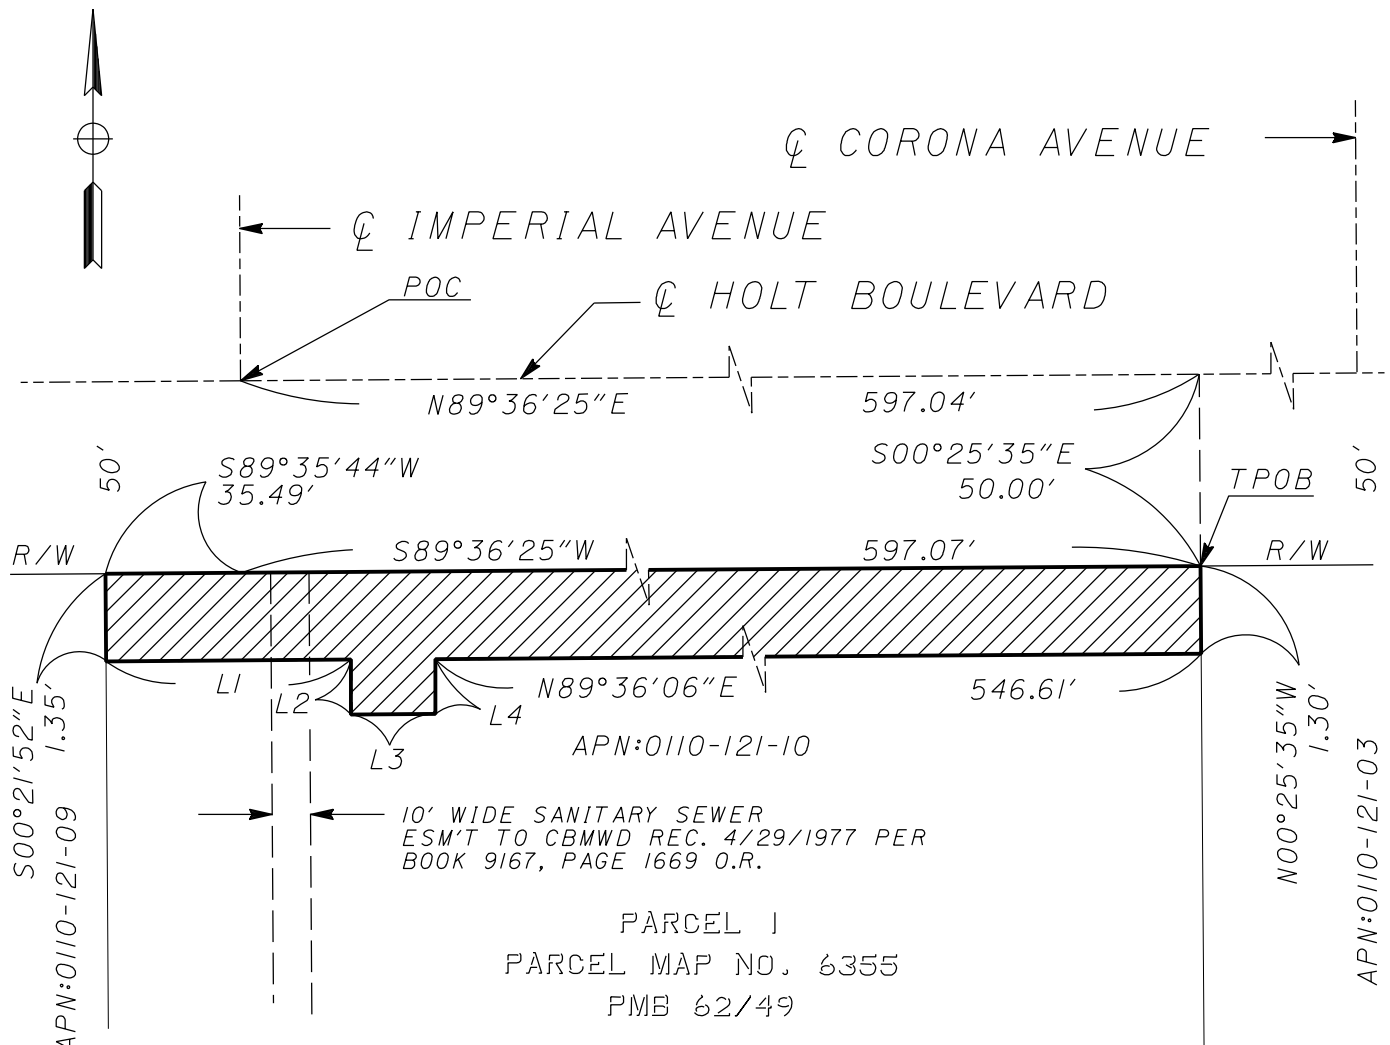 ℄ CORONA AVENUE
℄ IMPERIAL AVENUE
POC
℄ HOLT BOULEVARD
N89°36'25"E
597.04'
50'
S89°35'44"W
35.49'
S00°25'35"E
50.00'
TPOB
50'
R/W
S89°36'25"W
597.07'
R/W
L1
L2
L3
L4
N89°36'06"E
546.61'
S00°21'52"E
1.35'
N00°25'35"W
1.30'
APN:0110-121-10
APN:0110-121-09
APN:0110-121-03
10' WIDE SANITARY SEWER
ESM'T TO CBMWD REC. 4/29/1977 PER
BOOK 9167, PAGE 1669 O.R.
PARCEL 1
PARCEL MAP NO. 6355
PMB 62/49